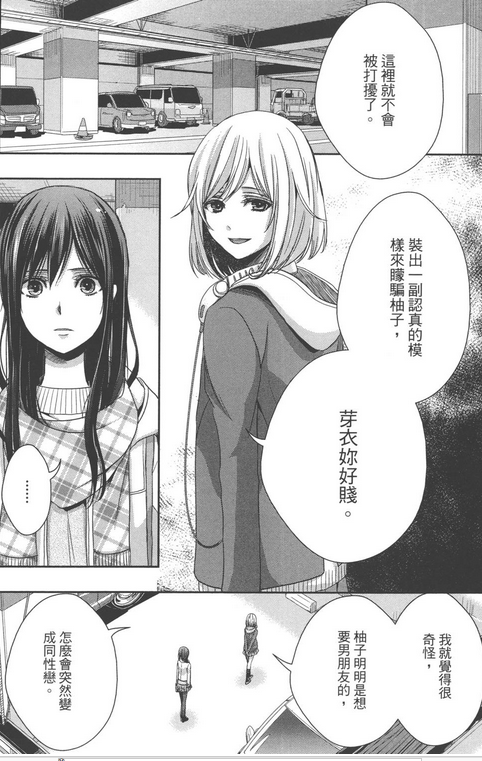 這裡就不會
被打擾了。
裝出一副認真的模
樣來矇騙柚子，
芽衣妳好賤。
……
我就覺得很
奇怪，
柚子明明是想
要男朋友的，
怎麼會突然變
成同性戀。